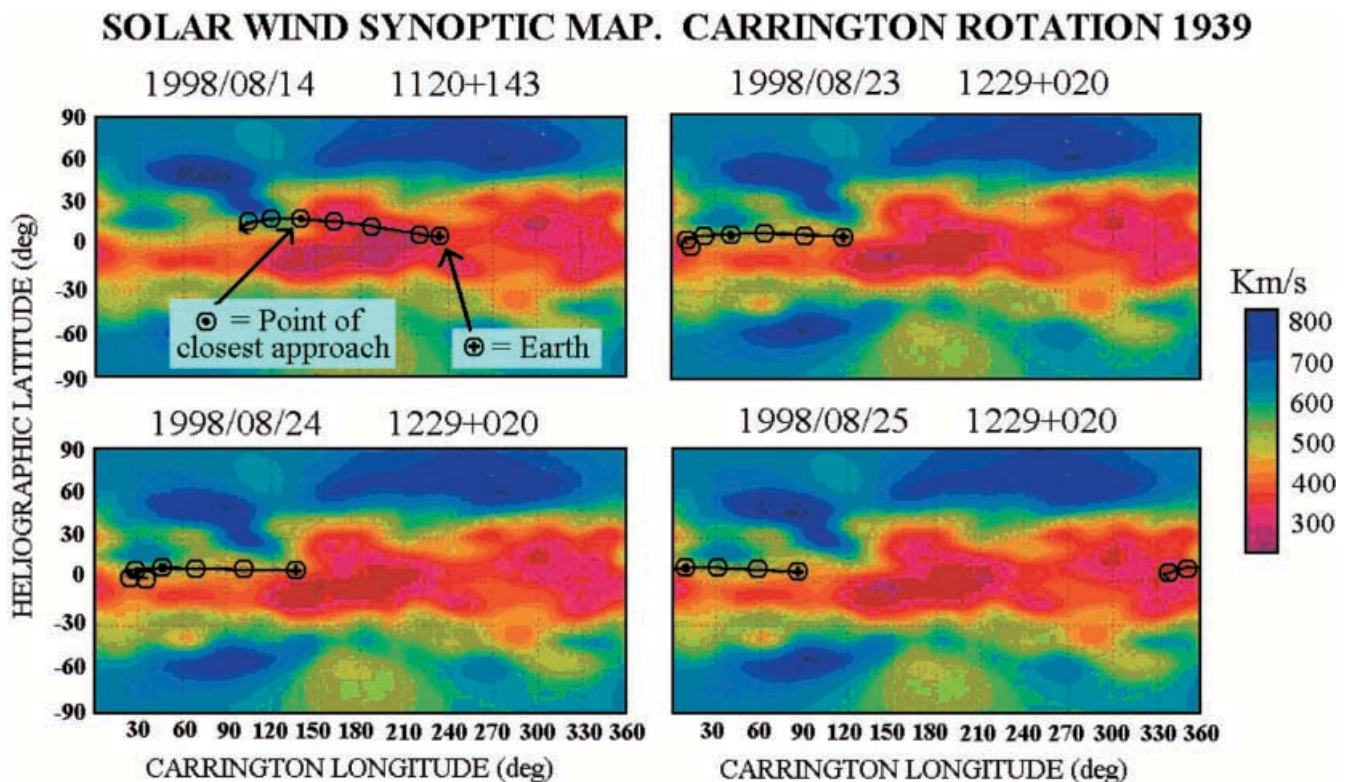 SOLAR WIND SYNOPTIC MAP. CARRINGTON ROTATION 1939
1998/08/14 1120+143
1998/08/23 1229+020
90
60
30
0
-30
-60
-90
HELIOGRAPHIC LATITUDE (deg)
= Point of
closest approach
= Earth
Km/s
800
700
600
500
400
300
1998/08/24 1229+020
1998/08/25 1229+020
90
60
30
0
-30
-60
-90
30 60 90 120 150 180 210 240 270 300 330 360
30 60 90 120 150 180 210 240 270 300 330 360
CARRINGTON LONGITUDE (deg)
CARRINGTON LONGITUDE (deg)